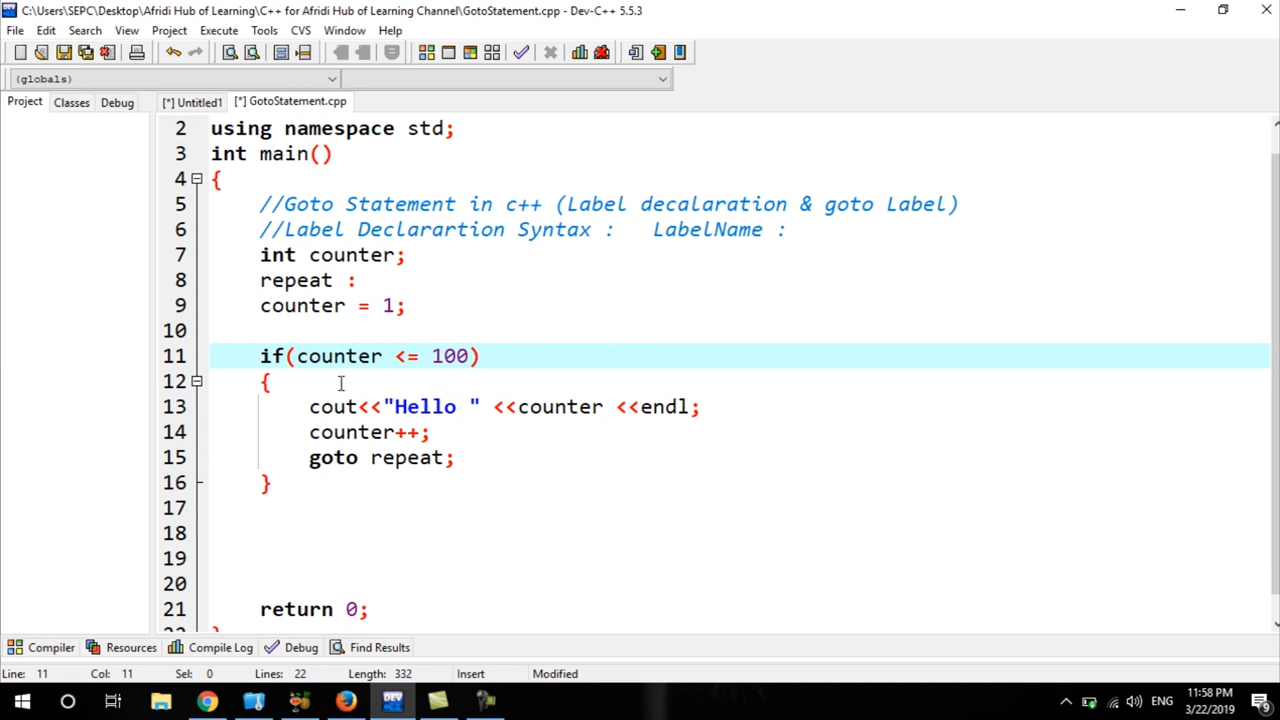 C:\Users\SEPC\Desktop\Afridi Hub of Learning\C++ for Afridi Hub of Learning Channel\GotoStatement.cpp - Dev-C++ 5.5.3
File Edit Search View Project Execute Tools CVS Window Help
(globals)
Project Classes Debug [*] Untitled1 [*] GotoStatement.cpp
2 using namespace std;
3 int main()
4 {
5 //Goto Statement in c++ (Label decalaration & goto Label)
6 //Label Declarartion Syntax : LabelName :
7 int counter;
8 repeat :
9 counter = 1;
10
11 if(counter <= 100)
12 {
13 cout<<"Hello " <<counter <<endl;
14 counter++;
15 goto repeat;
16 }
17
18
19
20
21 return 0;
22 }
Compiler Resources Compile Log Debug Find Results
Line: 11 Col: 11 Sel: 0 Lines: 22 Length: 332 Insert Modified
DEV ENG 11:58 PM
3/22/2019 9